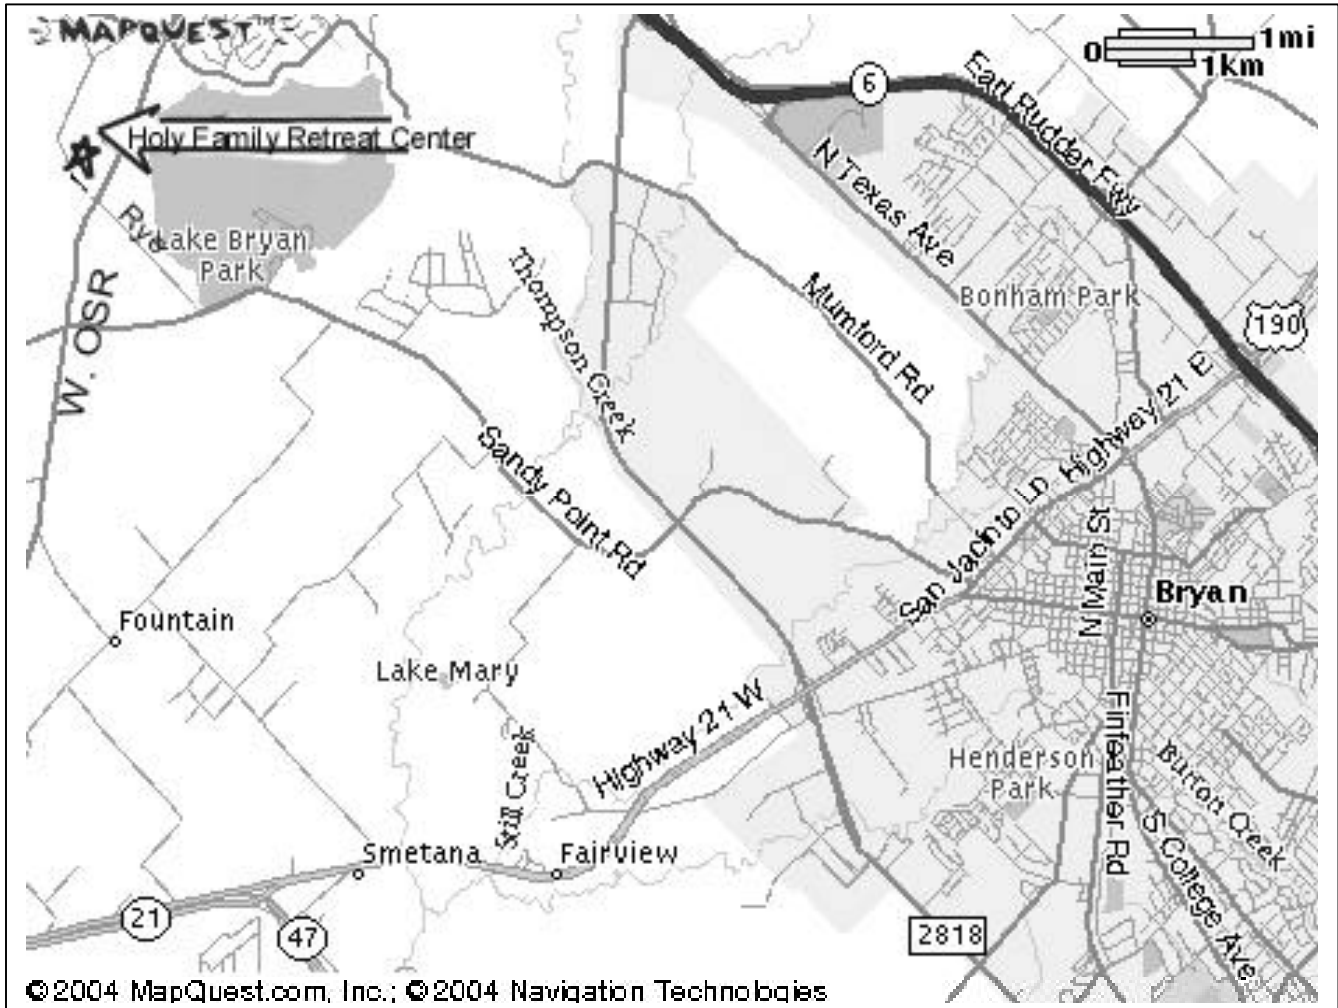 MAPQUEST
0
1mi
1km
6
Earl Rudder Fwy
Holy Family Retreat Center
N Texas Ave
Lake Bryan
Park
Thompson Creek
Mumford Rd
Bonham Park
190
W. OSR
Highway 21 E
Sandy Point Rd
San Jacinto Ln
N Main St
Bryan
Fountain
Lake Mary
Highway 21 W
Finfeather Rd
Henderson
Park
Burton Creek
Still Creek
S College Ave
Smetana
Fairview
21
47
2818
©2004 MapQuest.com, Inc.; ©2004 Navigation Technologies